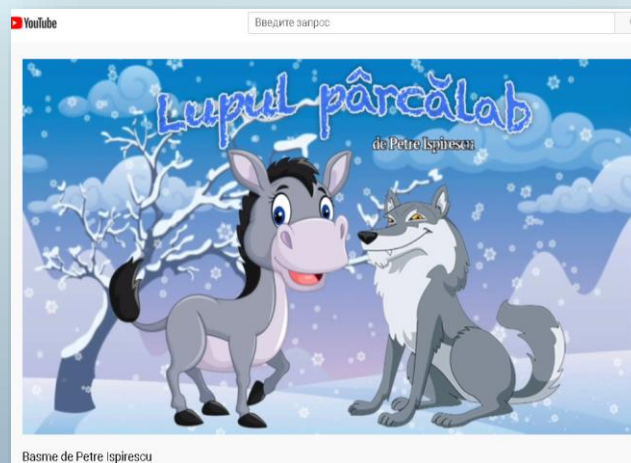 YouTube
Введите запрос
Lupul pârcălab
de Petre Ispirescu
Basme de Petre Ispirescu